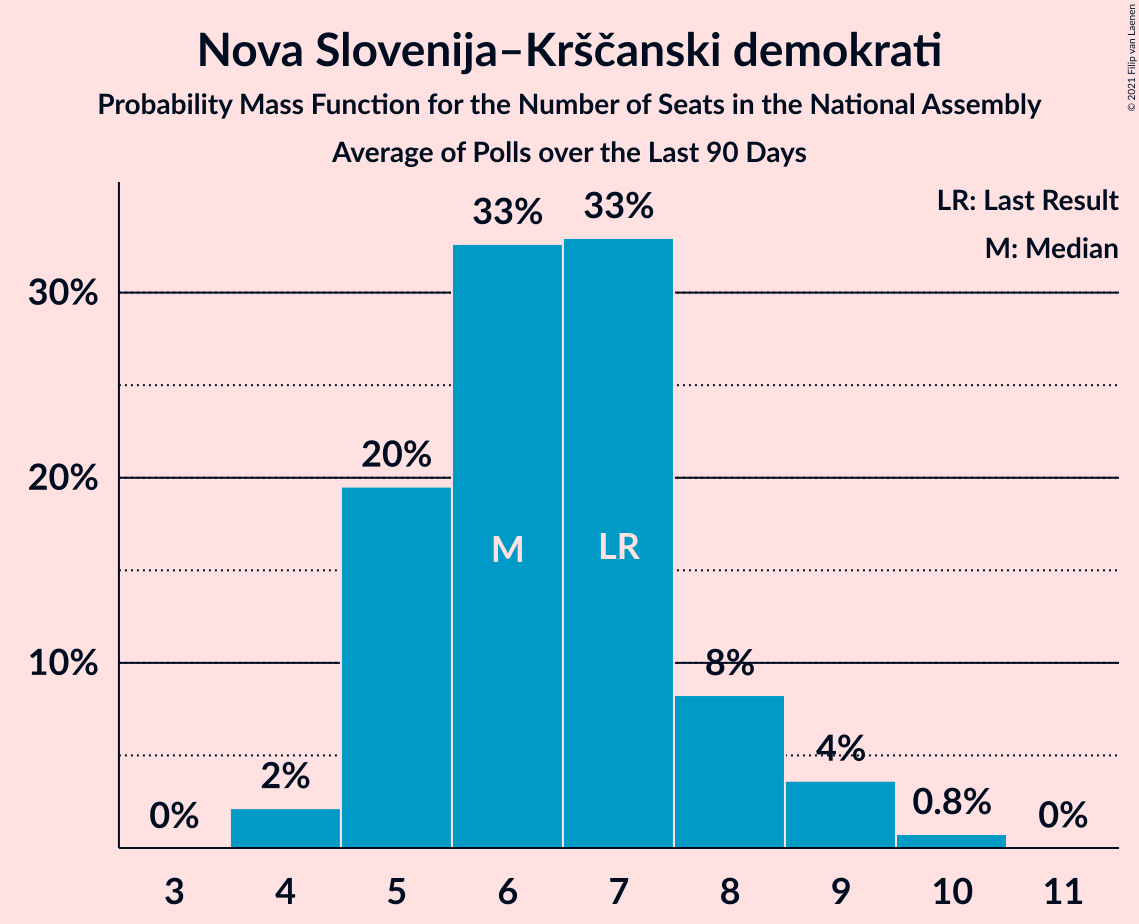 Nova Slovenija–Krščanski demokrati
Probability Mass Function for the Number of Seats in the National Assembly
Average of Polls over the Last 90 Days
© 2021 Filip van Laenen
LR: Last Result
M: Median
30%
20%
10%
0%
2%
20%
33%
33%
8%
4%
0.8%
0%
M
LR
3 4 5 6 7 8 9 10 11